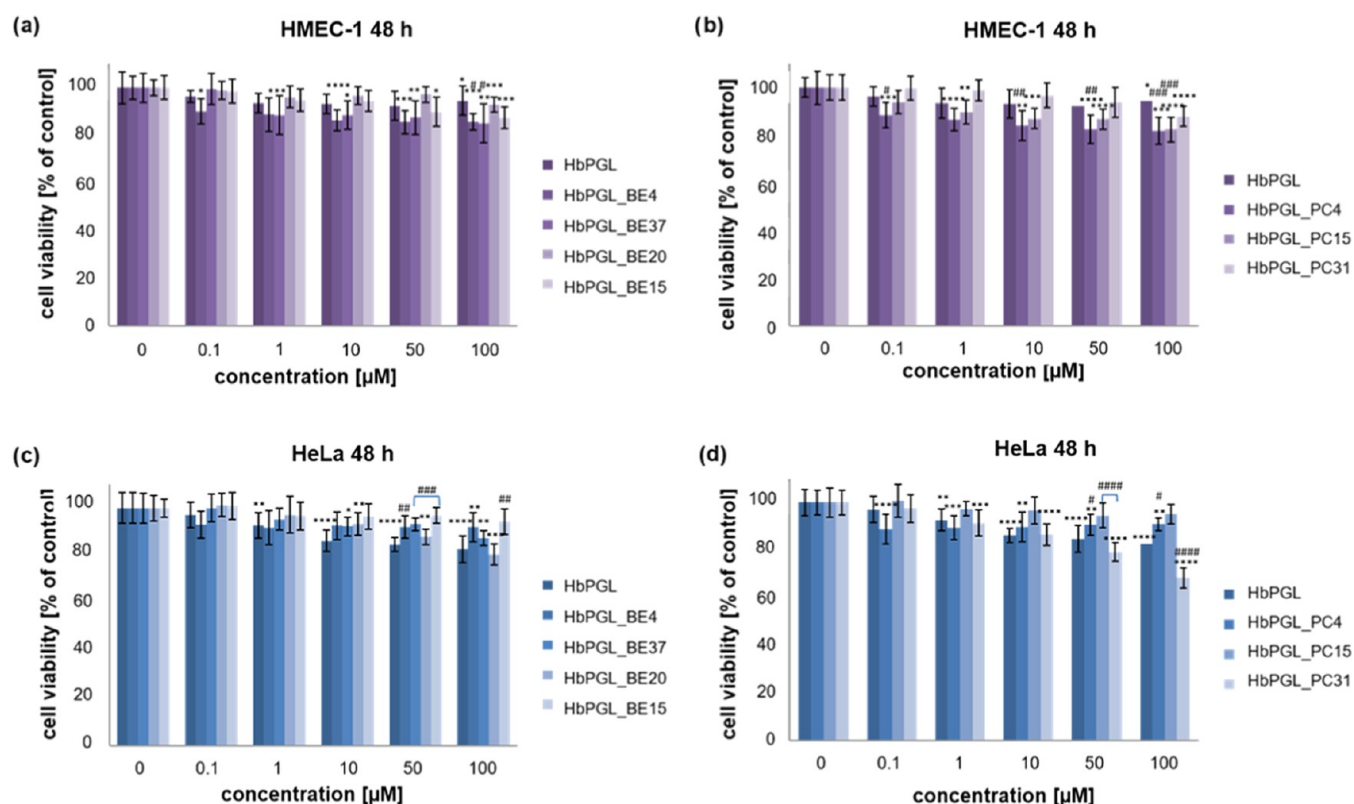 (a)
HMEC-1 48 h
cell viability [% of control]
100
80
60
40
20
0
0 0.1 1 10 50 100
concentration [µM]
HbPGL
HbPGL_BE4
HbPGL_BE37
HbPGL_BE20
HbPGL_BE15
(b)
HMEC-1 48 h
cell viability [% of control]
100
80
60
40
20
0
# ## ## ### ###
0 0.1 1 10 50 100
concentration [µM]
HbPGL
HbPGL_PC4
HbPGL_PC15
HbPGL_PC31
(c)
HeLa 48 h
cell viability [% of control]
100
80
60
40
20
0
## ### ##
0 0.1 1 10 50 100
concentration [µM]
HbPGL
HbPGL_BE4
HbPGL_BE37
HbPGL_BE20
HbPGL_BE15
(d)
HeLa 48 h
cell viability [% of control]
100
80
60
40
20
0
# #### # ####
0 0.1 1 10 50 100
concentration [µM]
HbPGL
HbPGL_PC4
HbPGL_PC15
HbPGL_PC31